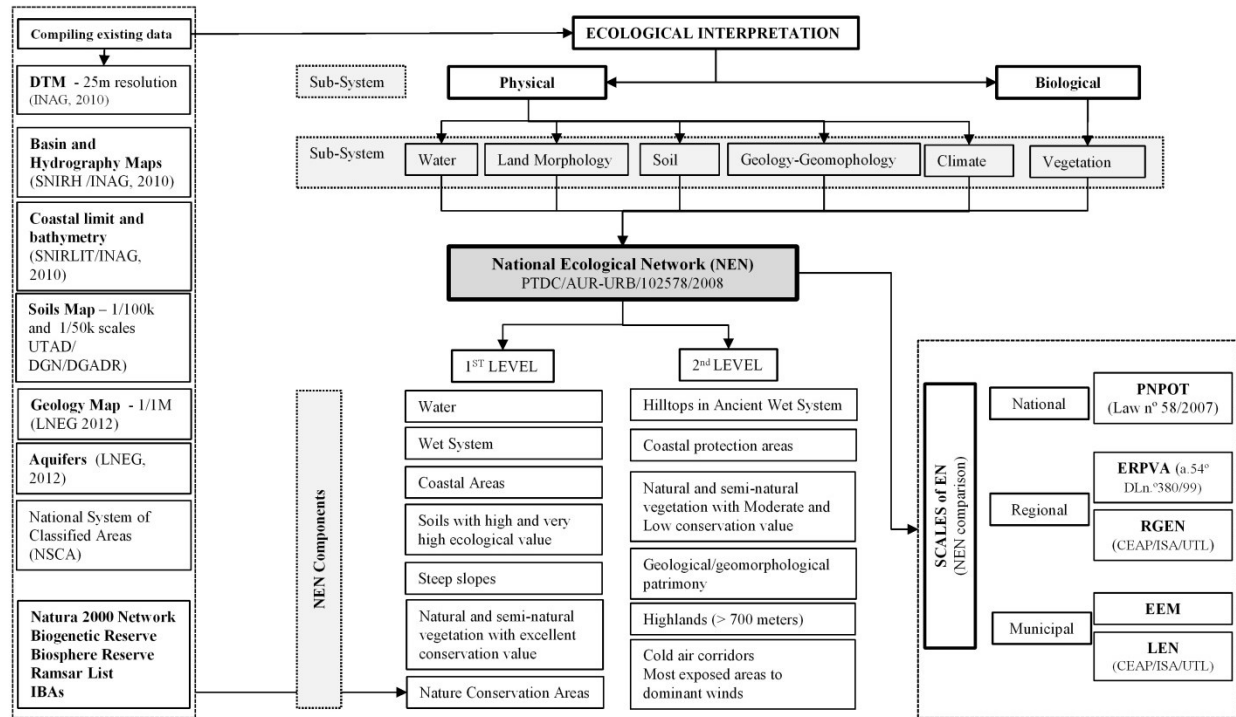 Compiling existing data
DTM - 25m resolution
(INAG, 2010)
Basin and
Hydrography Maps
(SNIRH /INAG, 2010)
Coastal limit and
bathymetry
(SNIRLIT/INAG,
2010)
Soils Map – 1/100k
and 1/50k scales
UTAD/
DGN/DGADR)
Geology Map - 1/1M
(LNEG 2012)
Aquifers (LNEG,
2012)
National System of
Classified Areas
(NSCA)
Natura 2000 Network
Biogenetic Reserve
Biosphere Reserve
Ramsar List
IBAs
ECOLOGICAL INTERPRETATION
Sub-System
Physical
Biological
Sub-System
Water
Land Morphology
Soil
Geology-Geomophology
Climate
Vegetation
National Ecological Network (NEN)
PTDC/AUR-URB/102578/2008
NEN Components
1ST LEVEL
Water
Wet System
Coastal Areas
Soils with high and very
high ecological value
Steep slopes
Natural and semi-natural
vegetation with excellent
conservation value
Nature Conservation Areas
2nd LEVEL
Hilltops in Ancient Wet System
Coastal protection areas
Natural and semi-natural
vegetation with Moderate and
Low conservation value
Geological/geomorphological
patrimony
Highlands (> 700 meters)
Cold air corridors
Most exposed areas to
dominant winds
SCALES of EN
(NEN comparison)
National
PNPOT
(Law nº 58/2007)
Regional
ERPVA (a.54º
DLn.º380/99)
RGEN
(CEAP/ISA/UTL)
Municipal
EEM
LEN
(CEAP/ISA/UTL)